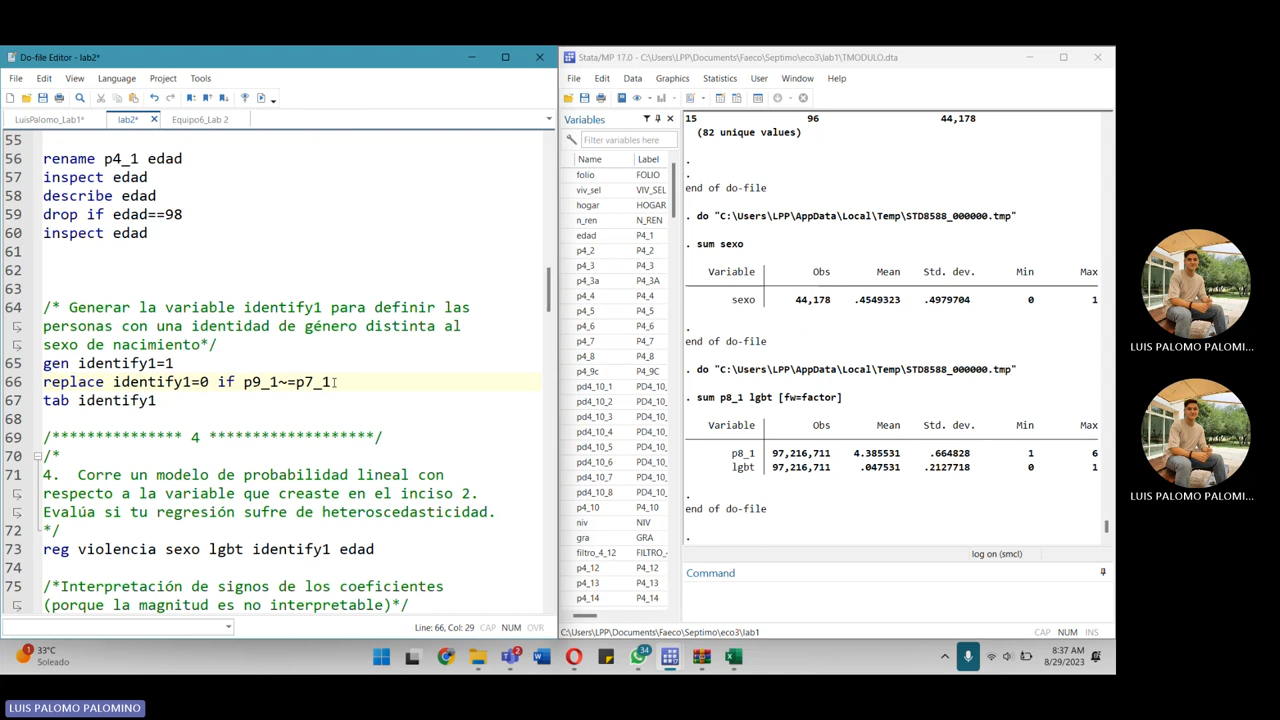 Do-file Editor - lab2*
File Edit View Language Project Tools
LuisPalomo_Lab1* lab2* Equipo6_Lab 2
55
56 rename p4_1 edad
57 inspect edad
58 describe edad
59 drop if edad==98
60 inspect edad
61
62
63
64 /* Generar la variable identify1 para definir las
personas con una identidad de género distinta al
sexo de nacimiento*/
65 gen identify1=1
66 replace identify1=0 if p9_1~=p7_1
67 tab identify1
68
69 /*************** 4 *******************/
70 /*
71 4. Corre un modelo de probabilidad lineal con
respecto a la variable que creaste en el inciso 2.
Evalúa si tu regresión sufre de heteroscedasticidad.
72 */
73 reg violencia sexo lgbt identify1 edad
74
75 /*Interpretación de signos de los coeficientes
(porque la magnitud es no interpretable)*/
Line: 66, Col: 29 CAP NUM OVR
Stata/MP 17.0 - C:\Users\LPP\Documents\Faeco\Septimo\eco3\lab1\TMODULO.dta
File Edit Data Graphics Statistics User Window Help
Variables
Filter variables here
Name Label
folio FOLIO
viv_sel VIV_SEL
hogar HOGAR
n_ren N_REN
edad P4_1
p4_2 P4_2
p4_3 P4_3
p4_3a P4_3A
p4_4 P4_4
p4_5 P4_5
p4_6 P4_6
p4_7 P4_7
p4_8 P4_8
p4_9c P4_9C
pd4_10_1 PD4_10_
pd4_10_2 PD4_10_
pd4_10_3 PD4_10_
pd4_10_4 PD4_10_
pd4_10_5 PD4_10_
pd4_10_6 PD4_10_
pd4_10_7 PD4_10_
pd4_10_8 PD4_10_
p4_10 P4_10
niv NIV
gra GRA
filtro_4_12 FILTRO_4
p4_12 P4_12
p4_13 P4_13
p4_14 P4_14
15 96 44,178
(82 unique values)
.
.
end of do-file
. do "C:\Users\LPP\AppData\Local\Temp\STD8588_000000.tmp"
. sum sexo
Variable Obs Mean Std. dev. Min Max
sexo 44,178 .4549323 .4979704 0 1
.
end of do-file
. do "C:\Users\LPP\AppData\Local\Temp\STD8588_000000.tmp"
. sum p8_1 lgbt [fw=factor]
Variable Obs Mean Std. dev. Min Max
p8_1 97,216,711 4.385531 .664828 1 6
lgbt 97,216,711 .047531 .2127718 0 1
.
end of do-file
.
log on (smcl)
Command
C:\Users\LPP\Documents\Faeco\Septimo\eco3\lab1 CAP NUM INS
LUIS PALOMO PALOMI...
LUIS PALOMO PALOMI...
1
33°C
Soleado
2
34
8:37 AM
8/29/2023
LUIS PALOMO PALOMINO